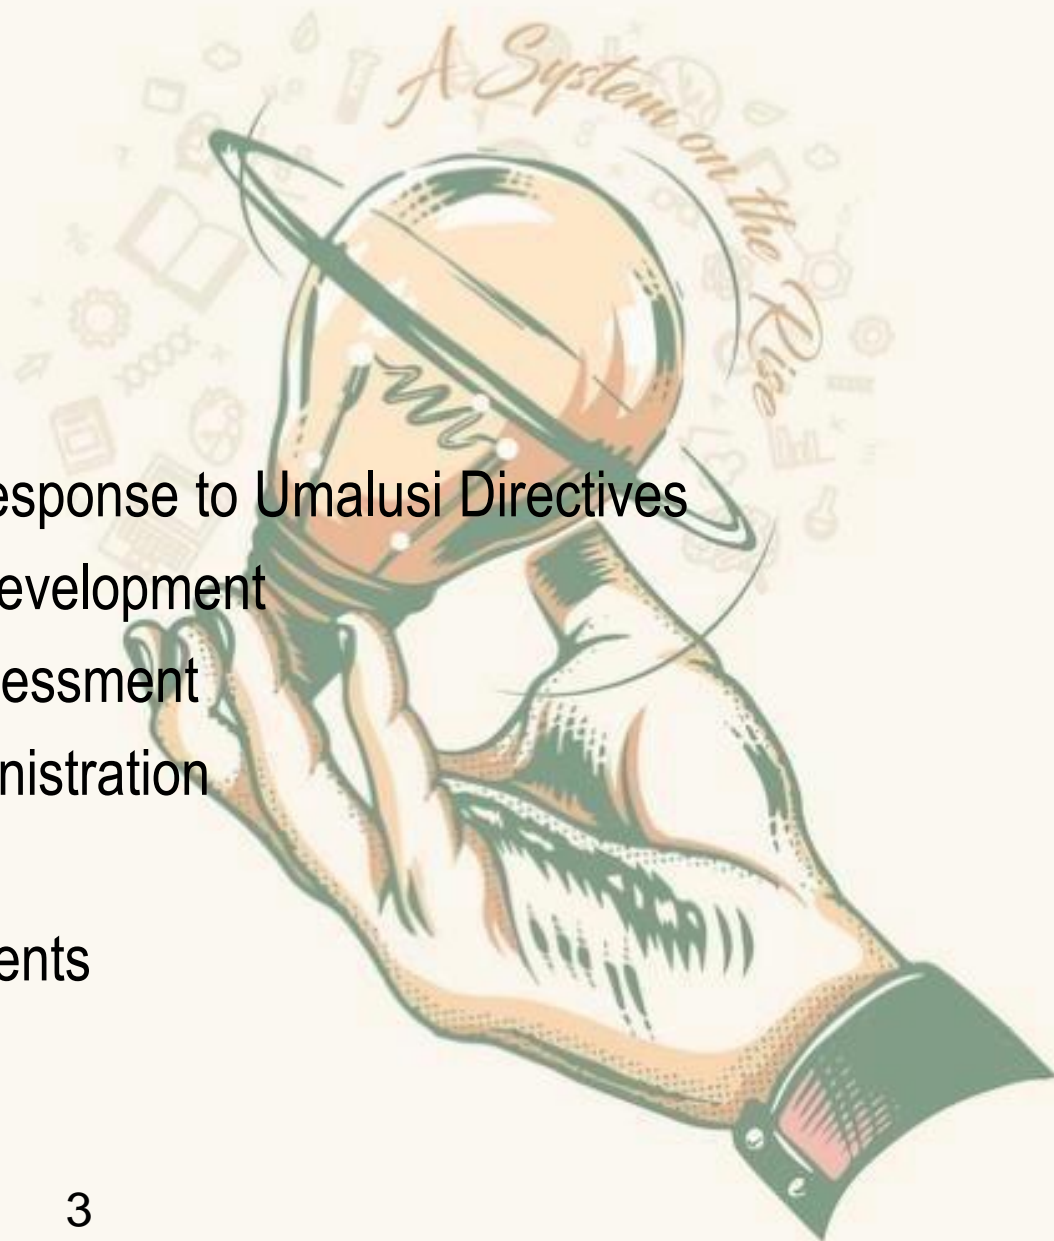 A System on the Rise
esponse to Umalusi Directives
evelopment
essment
nistration
ents
3